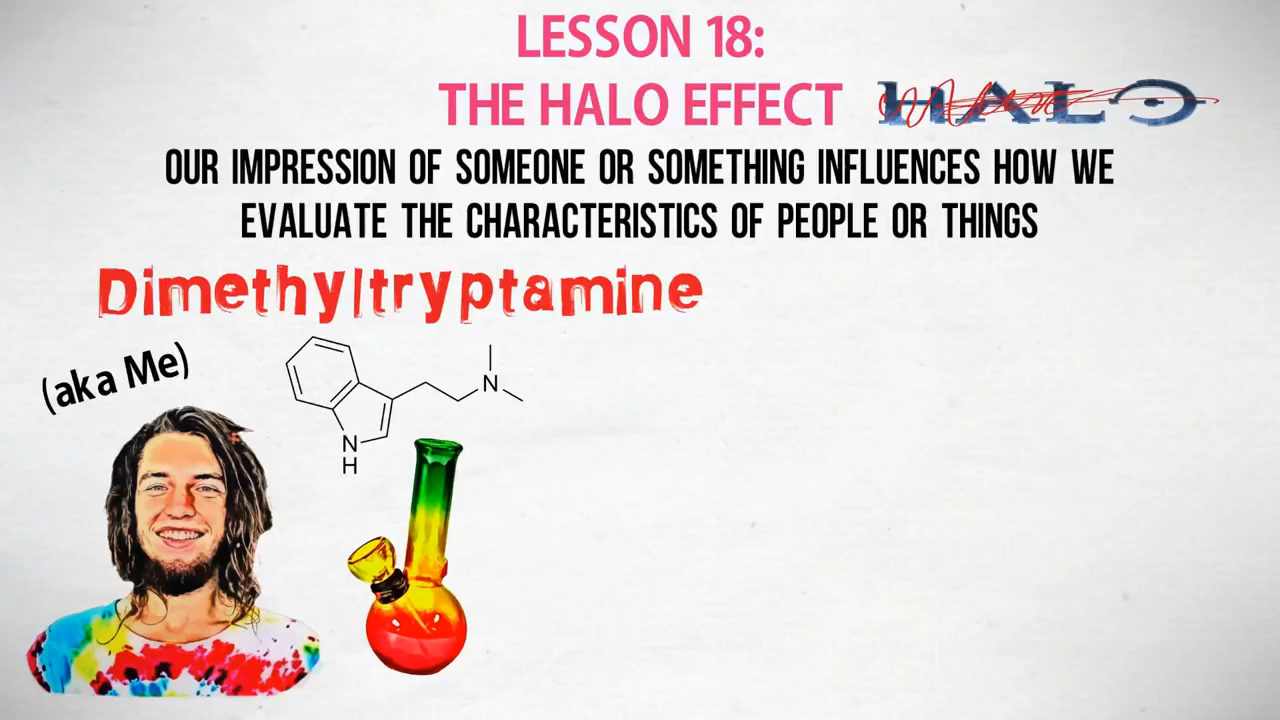 LESSON 18:
THE HALO EFFECT
HALO
OUR IMPRESSION OF SOMEONE OR SOMETHING INFLUENCES HOW WE
EVALUATE THE CHARACTERISTICS OF PEOPLE OR THINGS
Dimethyltryptamine
(aka Me)
N
N
H